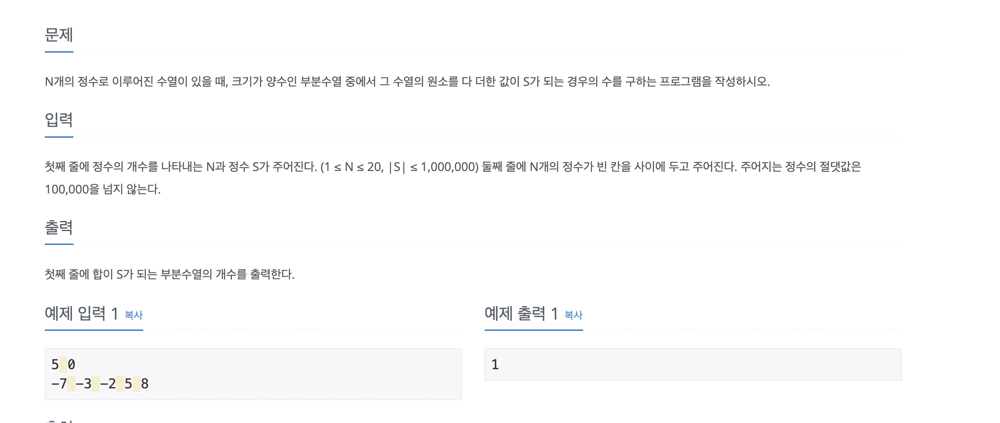 문제
N개의 정수로 이루어진 수열이 있을 때, 크기가 양수인 부분수열 중에서 그 수열의 원소를 다 더한 값이 S가 되는 경우의 수를 구하는 프로그램을 작성하시오.
입력
첫째 줄에 정수의 개수를 나타내는 N과 정수 S가 주어진다. (1 ≤ N ≤ 20, |S| ≤ 1,000,000) 둘째 줄에 N개의 정수가 빈 칸을 사이에 두고 주어진다. 주어지는 정수의 절댓값은
100,000을 넘지 않는다.
출력
첫째 줄에 합이 S가 되는 부분수열의 개수를 출력한다.
예제 입력 1 복사
5 0
-7 -3 -2 5 8
예제 출력 1 복사
1